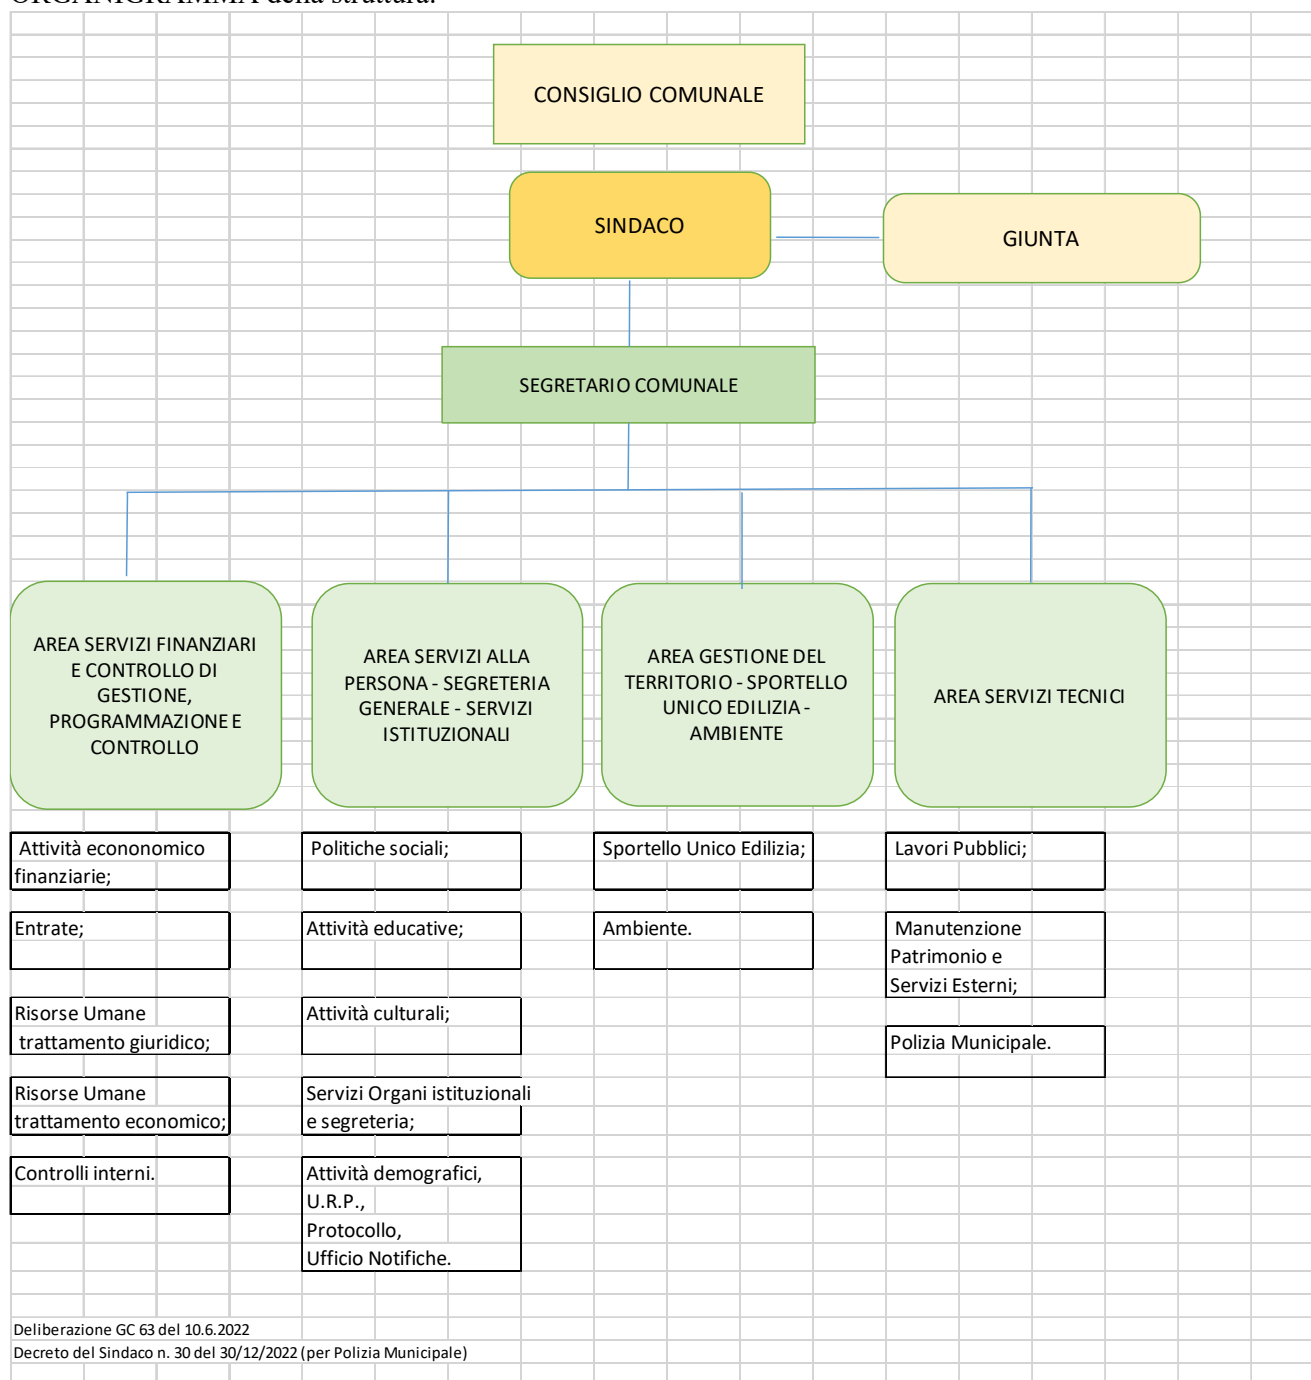 ORGANIGRAMMA della struttura:
CONSIGLIO COMUNALE
SINDACO
GIUNTA
SEGRETARIO COMUNALE
AREA SERVIZI FINANZIARI
E CONTROLLO DI
GESTIONE,
PROGRAMMAZIONE E
CONTROLLO
AREA SERVIZI ALLA
PERSONA - SEGRETERIA
GENERALE - SERVIZI
ISTITUZIONALI
AREA GESTIONE DEL
TERRITORIO - SPORTELLO
UNICO EDILIZIA -
AMBIENTE
AREA SERVIZI TECNICI
Attività econonomico
finanziarie;
Entrate;
Risorse Umane
trattamento giuridico;
Risorse Umane
trattamento economico;
Controlli interni.
Politiche sociali;
Attività educative;
Attività culturali;
Servizi Organi istituzionali
e segreteria;
Attività demografici,
U.R.P.,
Protocollo,
Ufficio Notifiche.
Sportello Unico Edilizia;
Ambiente.
Lavori Pubblici;
Manutenzione
Patrimonio e
Servizi Esterni;
Polizia Municipale.
Deliberazione GC 63 del 10.6.2022
Decreto del Sindaco n. 30 del 30/12/2022 (per Polizia Municipale)